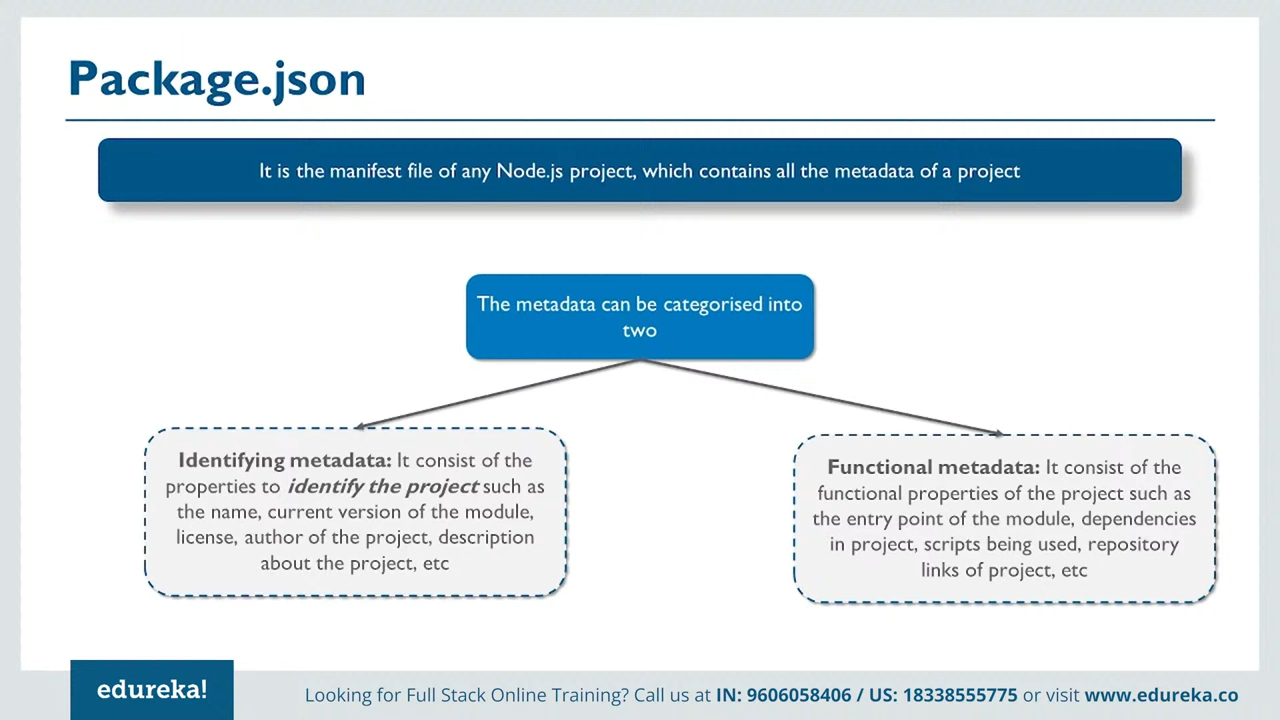 Package.json
It is the manifest file of any Node.js project, which contains all the metadata of a project
The metadata can be categorised into
two
Identifying metadata: It consist of the
properties to identify the project such as
the name, current version of the module,
license, author of the project, description
about the project, etc
Functional metadata: It consist of the
functional properties of the project such as
the entry point of the module, dependencies
in project, scripts being used, repository
links of project, etc
edureka!
Looking for Full Stack Online Training? Call us at IN: 9606058406 / US: 18338555775 or visit www.edureka.co